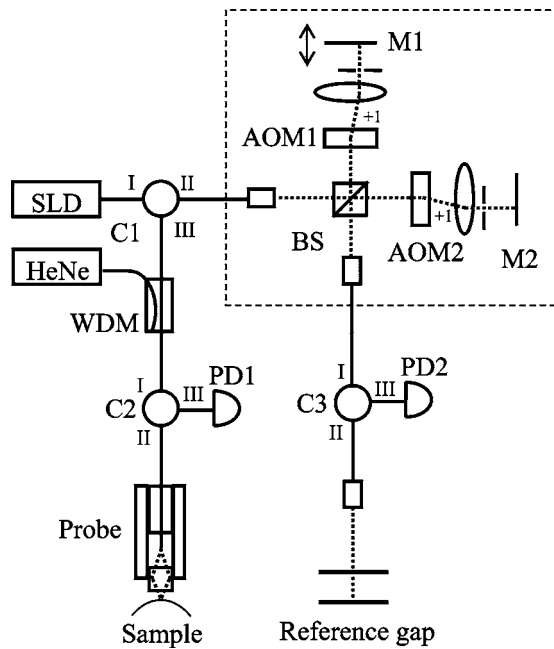 M1
+1
AOM1
I
II
SLD
C1
III
BS
+1
AOM2
M2
HeNe
WDM
I
PD1
III
C2
II
I
PD2
III
C3
II
Probe
Sample
Reference gap